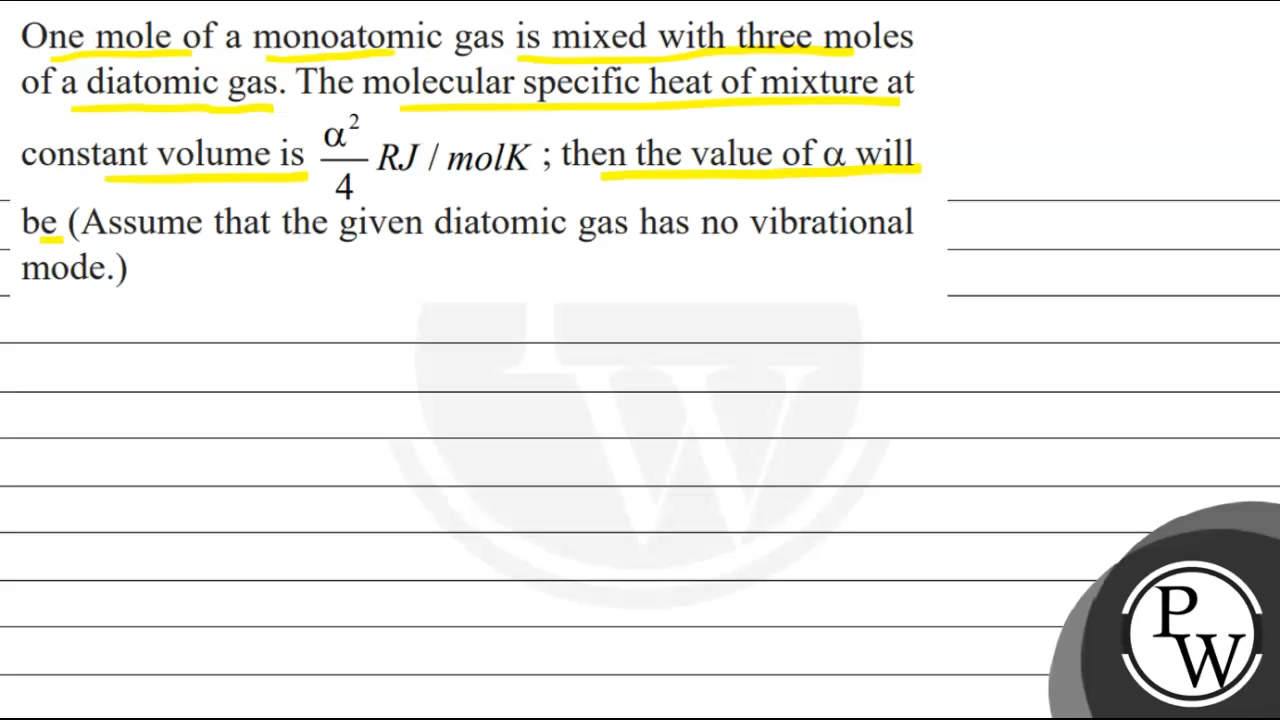 One mole of a monoatomic gas is mixed with three moles
of a diatomic gas. The molecular specific heat of mixture at
constant volume is α²/4 RJ / molK ; then the value of α will
be (Assume that the given diatomic gas has no vibrational
mode.)
W
P
W